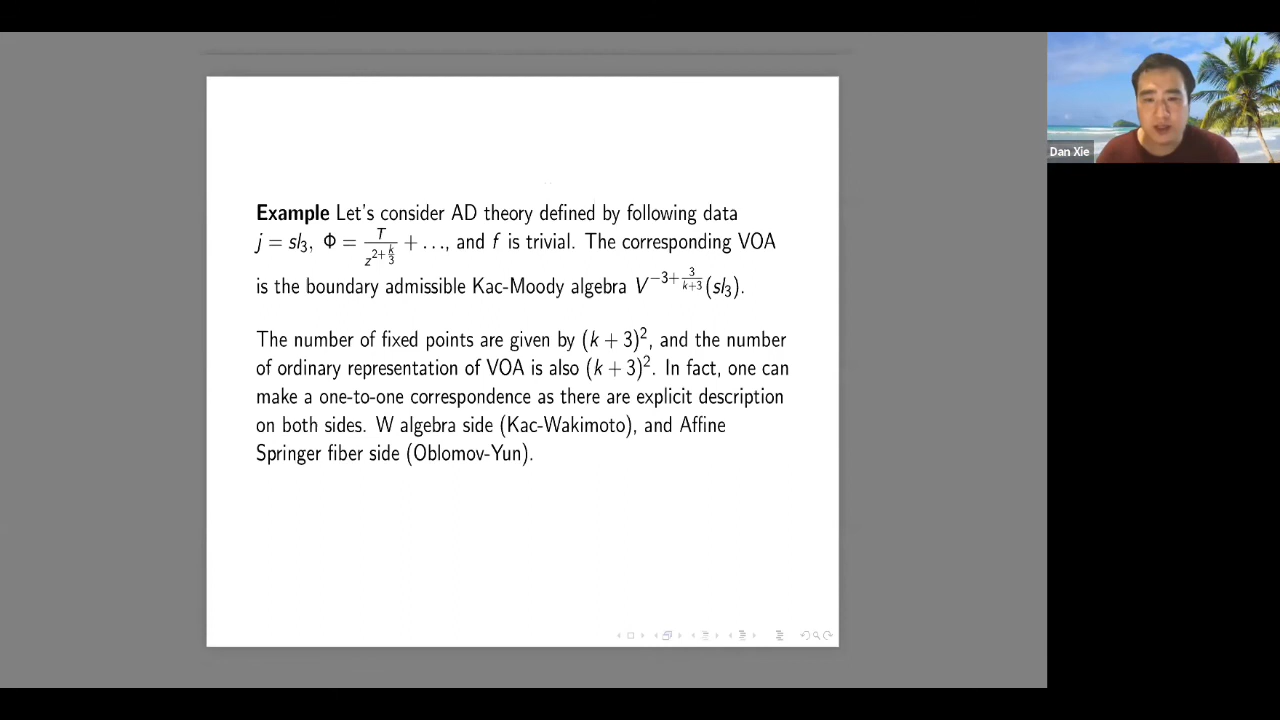 Example Let's consider AD theory defined by following data
j = sl₃, Φ = T/z^{2+k/3} + ..., and f is trivial. The corresponding VOA
is the boundary admissible Kac-Moody algebra V^{-3+3/(k+3)}(sl₃).
The number of fixed points are given by (k + 3)², and the number
of ordinary representation of VOA is also (k + 3)². In fact, one can
make a one-to-one correspondence as there are explicit description
on both sides. W algebra side (Kac-Wakimoto), and Affine
Springer fiber side (Oblomov-Yun).
Dan Xie